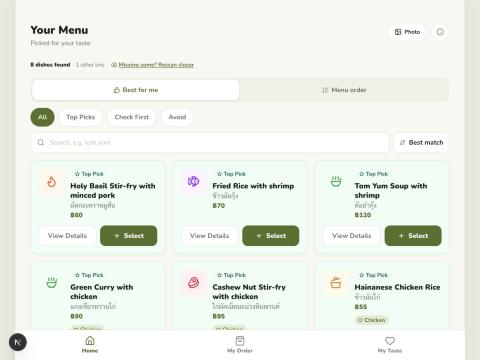 Your Menu
Photo
Picked for your taste
8 dishes found · 1 other line · Missing some? Rescan closer
Best for me
Menu order
All
Top Picks
Check First
Avoid
Search, e.g. tom yum
Best match
Top Pick
Holy Basil Stir-fry with
minced pork
ผัดกะเพราหมูสับ
฿60
View Details
+ Select
Top Pick
Fried Rice with shrimp
ข้าวผัดกุ้ง
฿70
View Details
+ Select
Top Pick
Tom Yum Soup with
shrimp
ต้มยำกุ้ง
฿120
View Details
+ Select
Top Pick
Green Curry with
chicken
แกงเขียวหวานไก่
฿90
Chicken
Top Pick
Cashew Nut Stir-fry
with chicken
ไก่ผัดเม็ดมะม่วงหิมพานต์
฿95
Chicken
Top Pick
Hainanese Chicken Rice
ข้าวมันไก่
฿55
Chicken
N
Home
My Order
My Taste